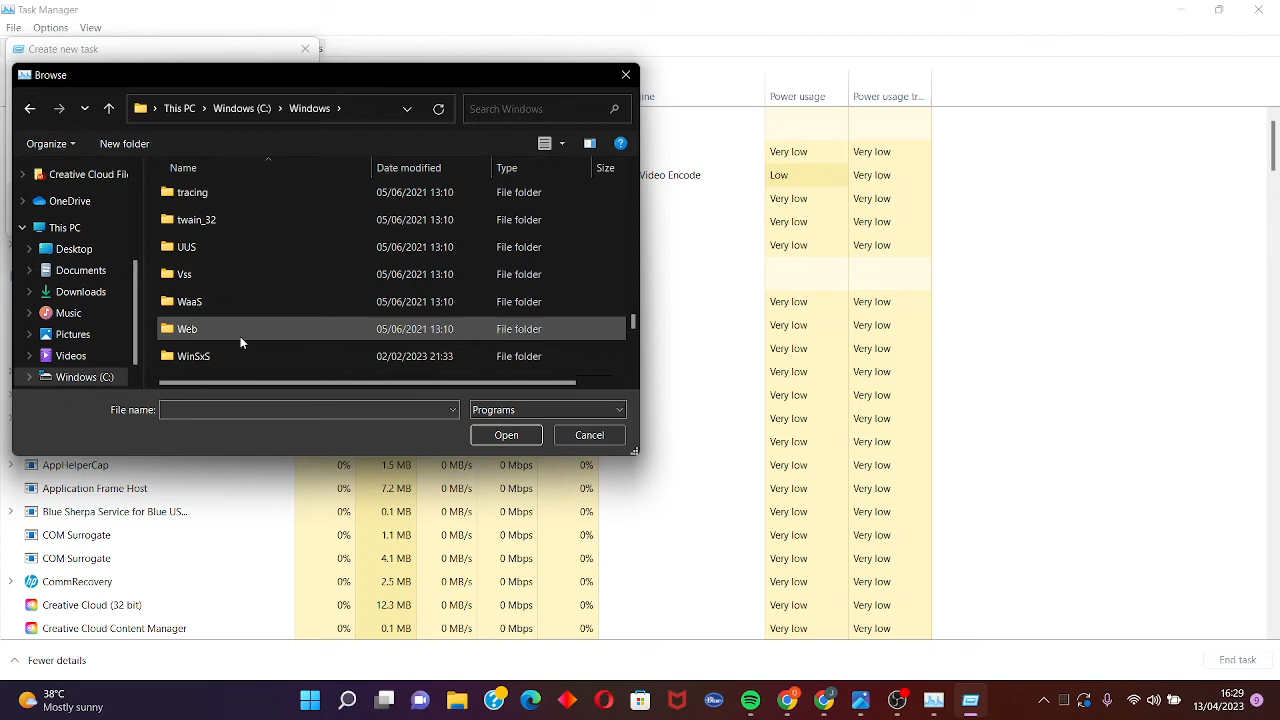 Task Manager
File Options View
Create new task
s
Browse
This PC Windows (C:) Windows
Search Windows
Organize New folder
Name Date modified Type Size
Creative Cloud File
OneDrive
This PC
Desktop
Documents
Downloads
Music
Pictures
Videos
Windows (C:)
tracing 05/06/2021 13:10 File folder
twain_32 05/06/2021 13:10 File folder
UUS 05/06/2021 13:10 File folder
Vss 05/06/2021 13:10 File folder
WaaS 05/06/2021 13:10 File folder
Web 05/06/2021 13:10 File folder
WinSxS 02/02/2023 21:33 File folder
File name: Programs
Open Cancel
ine Power usage Power usage tr...
Very low Very low
Video Encode Low Very low
Very low Very low
Very low Very low
Very low Very low
Very low Very low
Very low Very low
Very low Very low
Very low Very low
Very low Very low
Very low Very low
Very low Very low
AppHelperCap 0% 1.5 MB 0 MB/s 0 Mbps 0% Very low Very low
Application Frame Host 0% 7.2 MB 0 MB/s 0 Mbps 0% Very low Very low
Blue Sherpa Service for Blue US... 0% 0.1 MB 0 MB/s 0 Mbps 0% Very low Very low
COM Surrogate 0% 1.1 MB 0 MB/s 0 Mbps 0% Very low Very low
COM Surrogate 0% 4.1 MB 0 MB/s 0 Mbps 0% Very low Very low
CommRecovery 0% 2.5 MB 0 MB/s 0 Mbps 0% Very low Very low
Creative Cloud (32 bit) 0% 12.3 MB 0 MB/s 0 Mbps 0% Very low Very low
Creative Cloud Content Manager 0% 0.1 MB 0 MB/s 0 Mbps 0% Very low Very low
Fewer details End task
38°C
Mostly sunny
16:29
13/04/2023
9